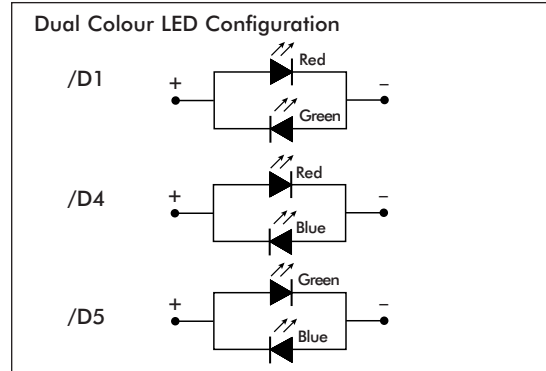 Dual Colour LED Configuration
/D1
+
Red
Green
–
/D4
+
Red
Blue
–
/D5
+
Green
Blue
–